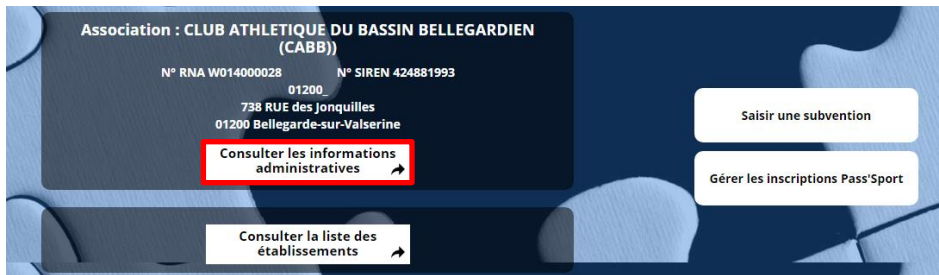 Association : CLUB ATHLETIQUE DU BASSIN BELLEGARDIEN
(CABB))
N° RNA W014000028 N° SIREN 424881993
01200_
738 RUE des Jonquilles
01200 Bellegarde-sur-Valserine
Consulter les informations
administratives
Saisir une subvention
Gérer les inscriptions Pass'Sport
Consulter la liste des
établissements